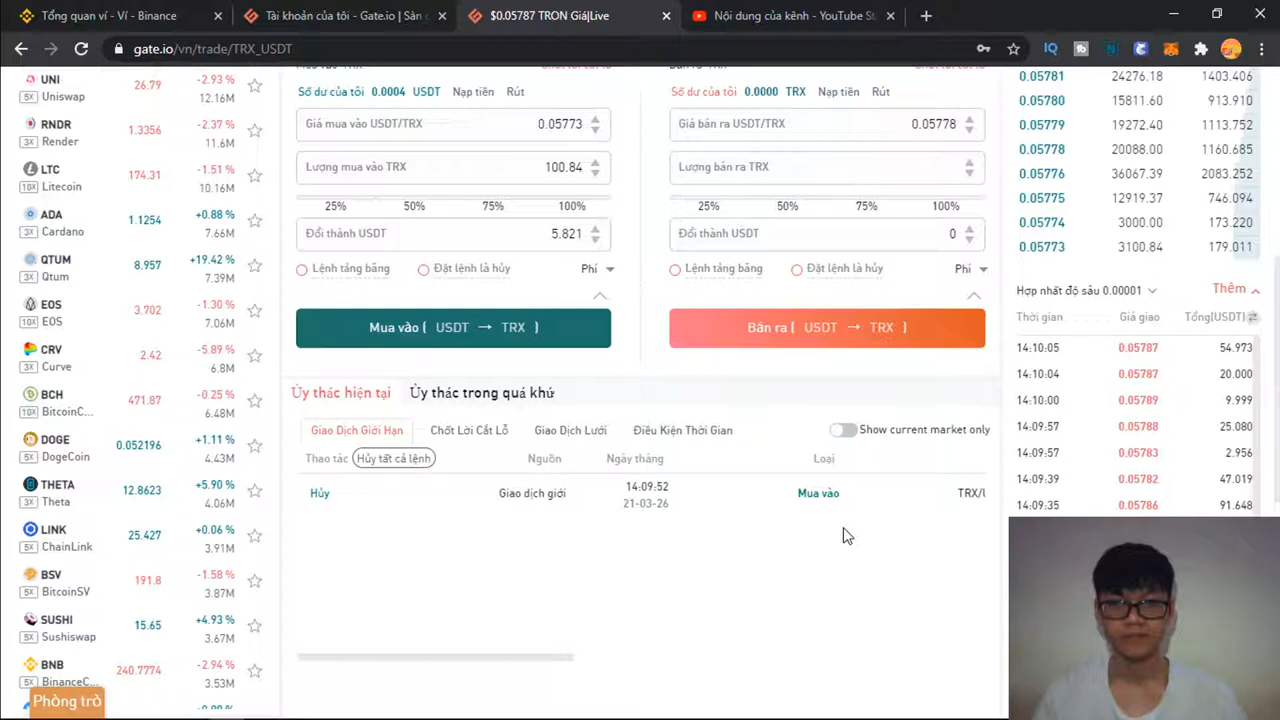 Tổng quan ví - Ví - Binance
Tài khoản của tôi - Gate.io | Sàn
$0.05787 TRON Giá|Live
Nội dung của kênh - YouTube St
gate.io/vn/trade/TRX_USDT
UNI 26.79 -2.93 %
5X Uniswap 12.16M
RNDR 1.3356 -2.37 %
3X Render 11.6M
LTC 174.31 -1.51 %
10X Litecoin 10.16M
ADA 1.1254 +0.88 %
3X Cardano 7.66M
QTUM 8.957 +19.42 %
3X Qtum 7.39M
EOS 3.702 -1.30 %
10X EOS 7.06M
CRV 2.42 -5.89 %
3X Curve 6.8M
BCH 471.87 -0.25 %
10X BitcoinC... 6.48M
DOGE 0.052196 +1.11 %
5X DogeCoin 4.43M
THETA 12.8623 +5.90 %
3X Theta 4.06M
LINK 25.427 +0.06 %
5X ChainLink 3.91M
BSV 191.8 -1.58 %
5X BitcoinSV 3.87M
SUSHI 15.65 +4.93 %
5X Sushiswap 3.67M
BNB 240.7774 -2.94 %
5X BinanceC... 3.53M
Phòng trò
Số dư của tôi 0.0004 USDT Nạp tiền Rút
Giá mua vào USDT/TRX 0.05773
Lượng mua vào TRX 100.84
25% 50% 75% 100%
Đổi thành USDT 5.821
Lệnh tảng băng Đặt lệnh là hủy Phí
Mua vào ( USDT → TRX )
Số dư của tôi 0.0000 TRX Nạp tiền Rút
Giá bán ra USDT/TRX 0.05778
Lượng bán ra TRX
25% 50% 75% 100%
Đổi thành USDT 0
Lệnh tảng băng Đặt lệnh là hủy Phí
Bán ra ( USDT → TRX )
Ủy thác hiện tại Ủy thác trong quá khứ
Giao Dịch Giới Hạn Chốt Lời Cắt Lỗ Giao Dịch Lưới Điều Kiện Thời Gian Show current market only
Thao tác Hủy tất cả lệnh Nguồn Ngày tháng Loại
Hủy Giao dịch giới 14:09:52 Mua vào TRX/
21-03-26
0.05781 24276.18 1403.406
0.05780 15811.60 913.910
0.05779 19272.40 1113.752
0.05778 20088.00 1160.685
0.05776 36067.39 2083.252
0.05775 12919.37 746.094
0.05774 3000.00 173.220
0.05773 3100.84 179.011
Hợp nhất độ sâu 0.00001 Thêm
Thời gian Giá giao Tổng(USDT)
14:10:05 0.05787 54.973
14:10:04 0.05787 20.000
14:10:00 0.05789 9.999
14:09:57 0.05788 25.080
14:09:57 0.05783 2.956
14:09:39 0.05782 47.019
14:09:35 0.05786 91.648